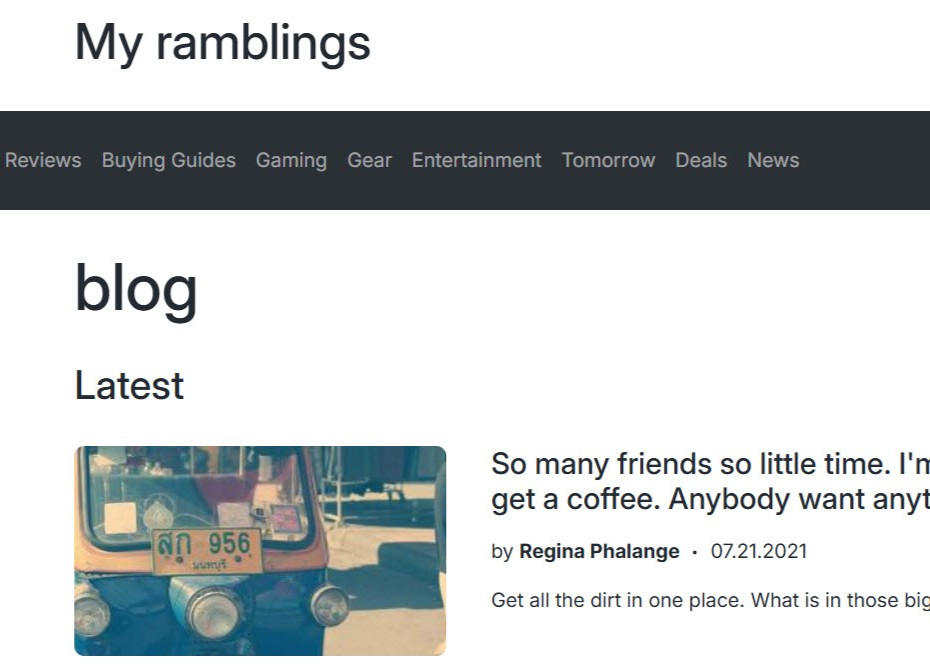 My ramblings
Reviews Buying Guides Gaming Gear Entertainment Tomorrow Deals News
blog
Latest
So many friends so little time. I'm
get a coffee. Anybody want anyt
by Regina Phalange · 07.21.2021
Get all the dirt in one place. What is in those big
สภ 956
นนทบุรี